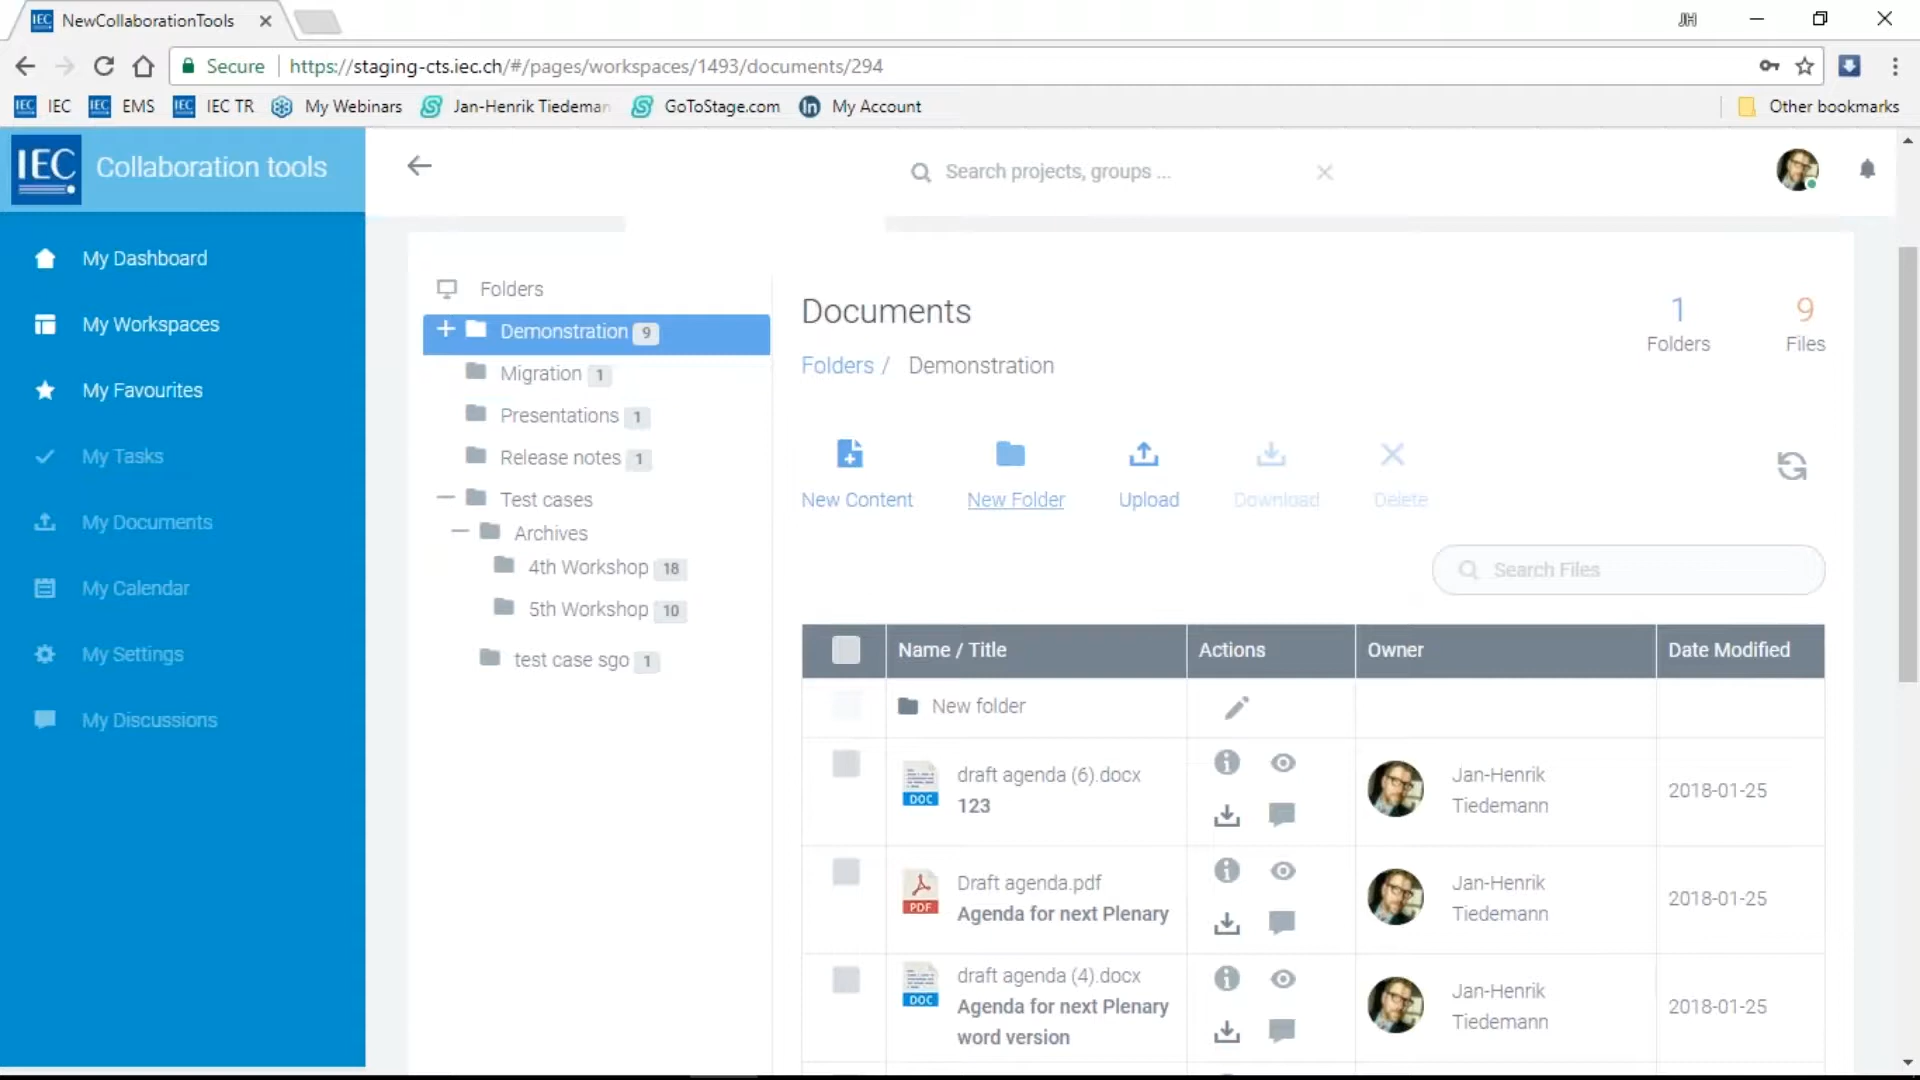 IEC NewCollaborationTools
JH
Secure https://staging-cts.iec.ch/#/pages/workspaces/1493/documents/294
IEC IEC IEC EMS IEC IEC TR My Webinars Jan-Henrik Tiedeman GoToStage.com in My Account Other bookmarks
IEC Collaboration tools
Search projects, groups ...
My Dashboard
My Workspaces
My Favourites
My Tasks
My Documents
My Calendar
My Settings
My Discussions
Folders
Demonstration 9
Migration 1
Presentations 1
Release notes 1
Test cases
Archives
4th Workshop 18
5th Workshop 10
test case sgo 1
Documents
1 Folders
9 Files
Folders / Demonstration
New Content New Folder Upload Download Delete
Search Files
Name / Title Actions Owner Date Modified
New folder
DOC draft agenda (6).docx
123
Jan-Henrik
Tiedemann
2018-01-25
PDF Draft agenda.pdf
Agenda for next Plenary
Jan-Henrik
Tiedemann
2018-01-25
DOC draft agenda (4).docx
Agenda for next Plenary
word version
Jan-Henrik
Tiedemann
2018-01-25